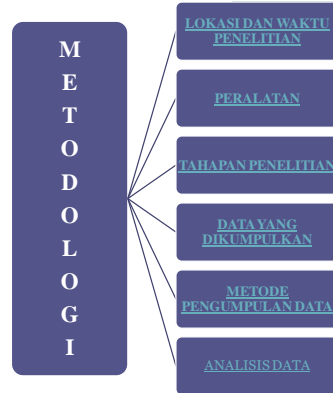 M
E
T
O
D
O
L
O
G
I
LOKASI DAN WAKTU
PENELITIAN
PERALATAN
TAHAPAN PENELITIAN
DATA YANG
DIKUMPULKAN
METODE
PENGUMPULAN DATA
ANALISIS DATA